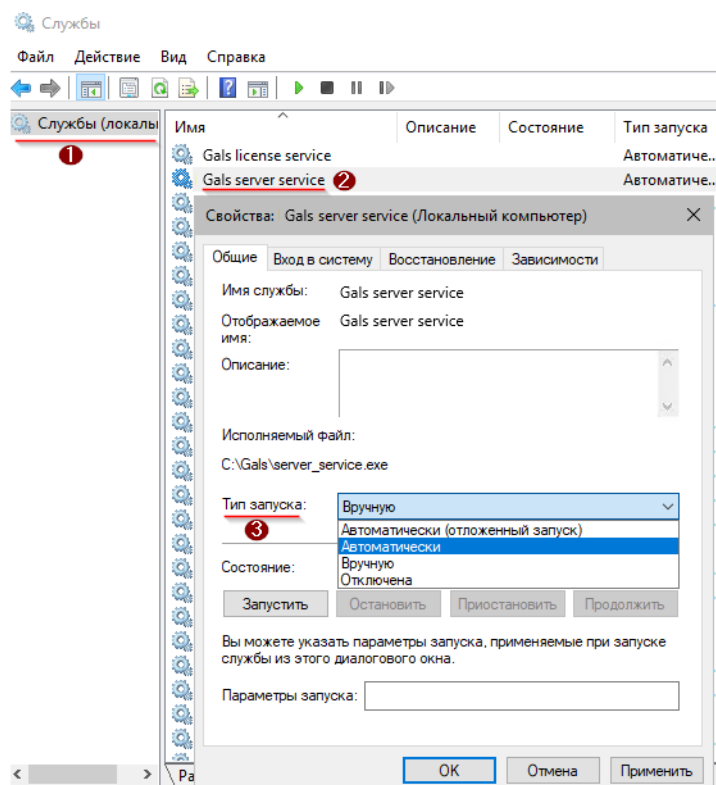 Службы
Файл Действие Вид Справка
Службы (локалы
1
Имя Описание Состояние Тип запуска
Gals license service Автоматиче...
Gals server service 2 Автоматиче...
Свойства: Gals server service (Локальный компьютер)
Общие Вход в систему Восстановление Зависимости
Имя службы: Gals server service
Отображаемое имя: Gals server service
Описание:
Исполняемый файл:
C:\Gals\server_service.exe
Тип запуска: Вручную
3
Автоматически (отложенный запуск)
Автоматически
Вручную
Отключена
Состояние:
Запустить Остановить Приостановить Продолжить
Вы можете указать параметры запуска, применяемые при запуске
службы из этого диалогового окна.
Параметры запуска:
Ра
OK Отмена Применить